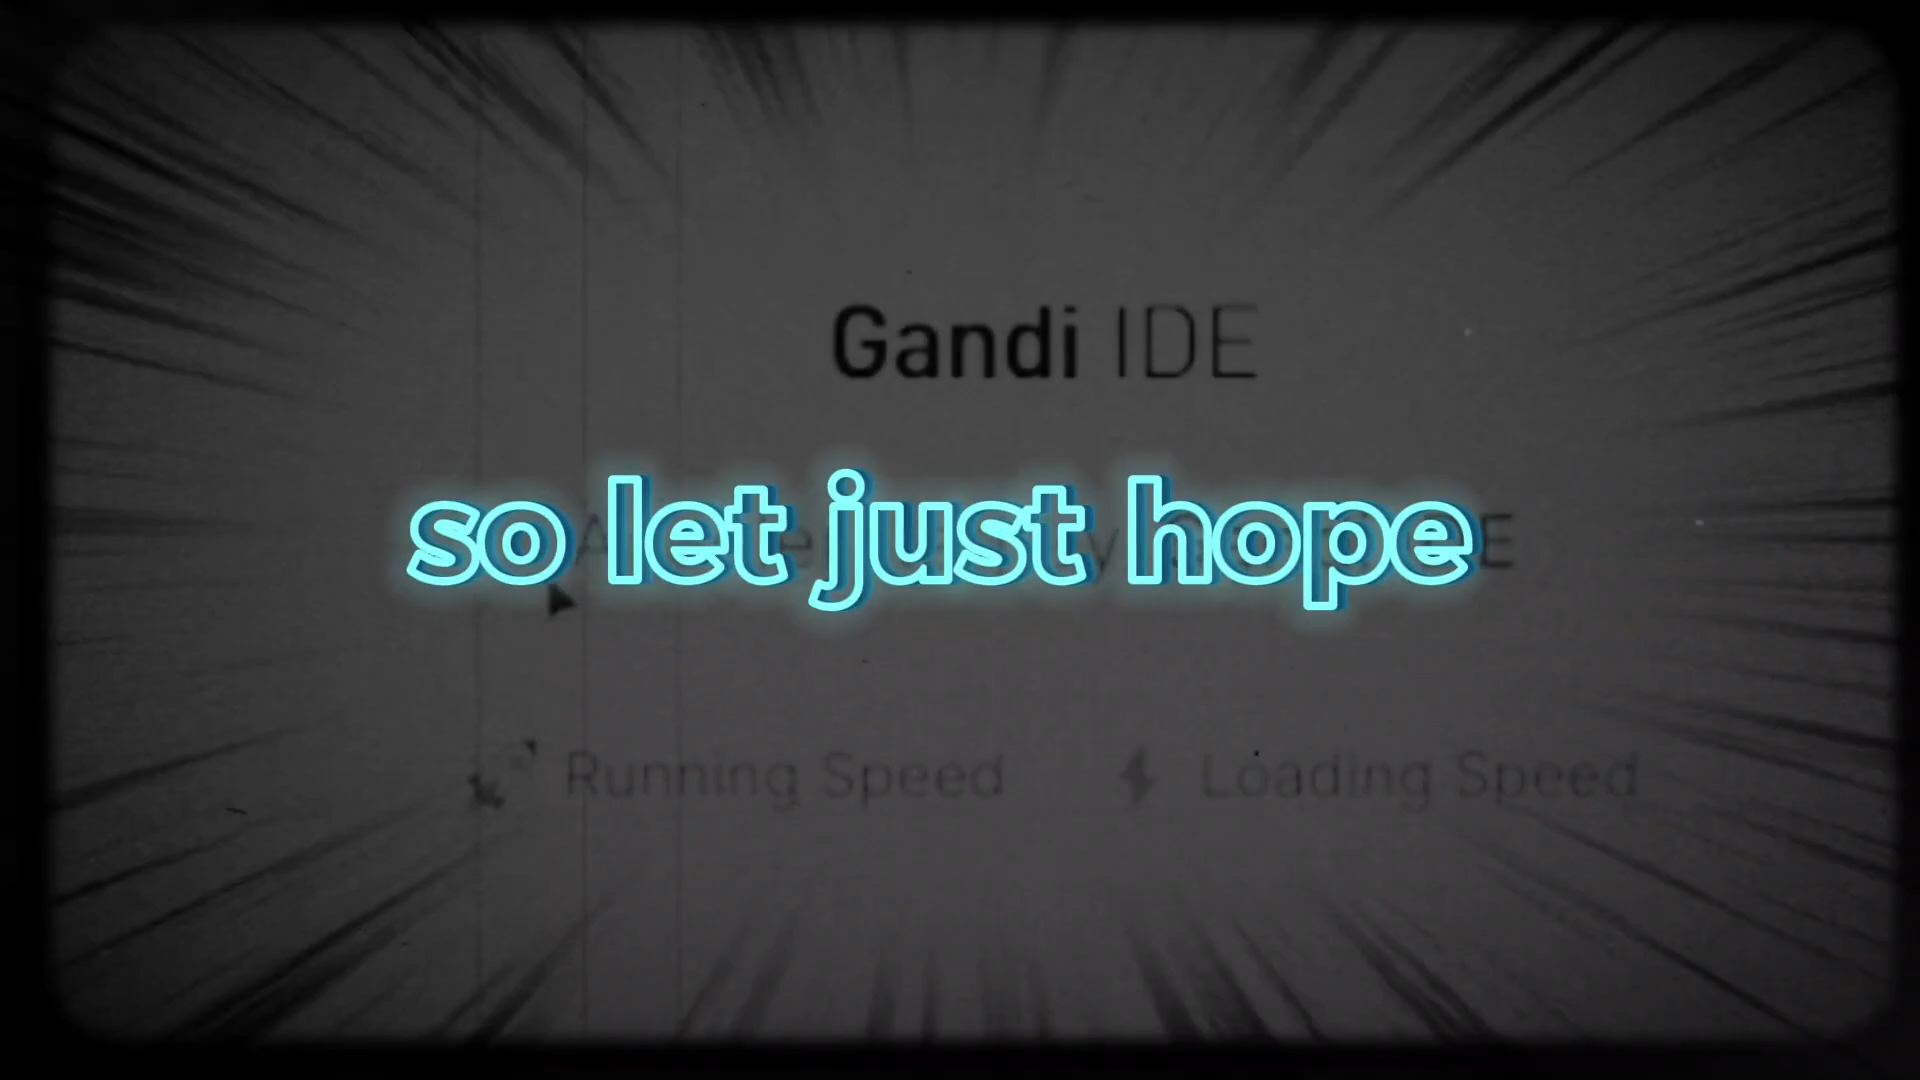 Gandi IDE
so let just hope
Running Speed
Loading Speed